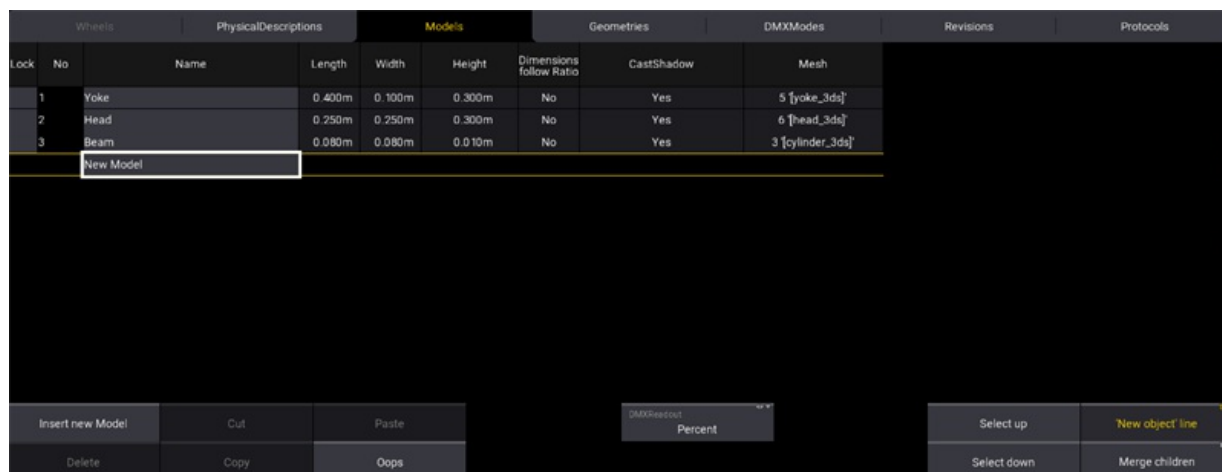 Wheels PhysicalDescriptions Models Geometries DMXModes Revisions Protocols
Lock No Name Length Width Height Dimensions follow Ratio CastShadow Mesh
1 Yoke 0.400m 0.100m 0.300m No Yes 5 '[yoke_3ds]'
2 Head 0.250m 0.250m 0.300m No Yes 6 '[head_3ds]'
3 Beam 0.080m 0.080m 0.010m No Yes 3 '[cylinder_3ds]'
New Model
Insert new Model Cut Paste DMXReadout Percent Select up 'New object' line
Delete Copy Oops Select down Merge children